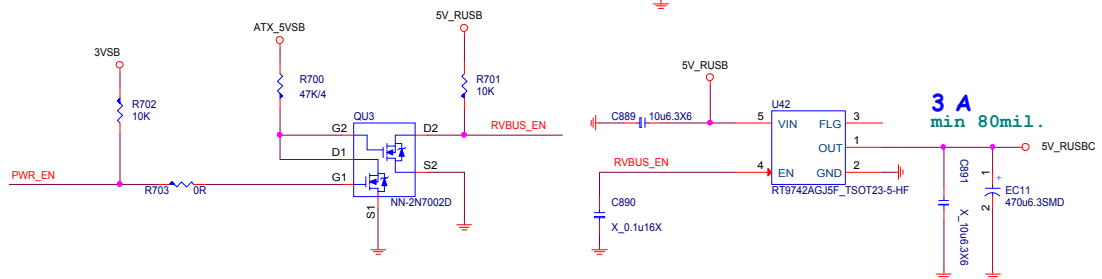 3VSB
R702
10K
PWR_EN
R703
0R
ATX_5VSB
R700
47K/4
5V_RUSB
R701
10K
QU3
G2
D2
D1
S2
G1
S1
NN-2N7002D
RVBUS_EN
5V_RUSB
C889
10u6.3X6
RVBUS_EN
C890
X_0.1u16X
U42
5
VIN
FLG
3
OUT
1
4
EN
GND
2
RT9742AGJ5F_TSOT23-5-HF
3 A
min 80mil.
5V_RUSBC
C891
X_10u6.3X6
1
+
2
EC11
470u6.3SMD